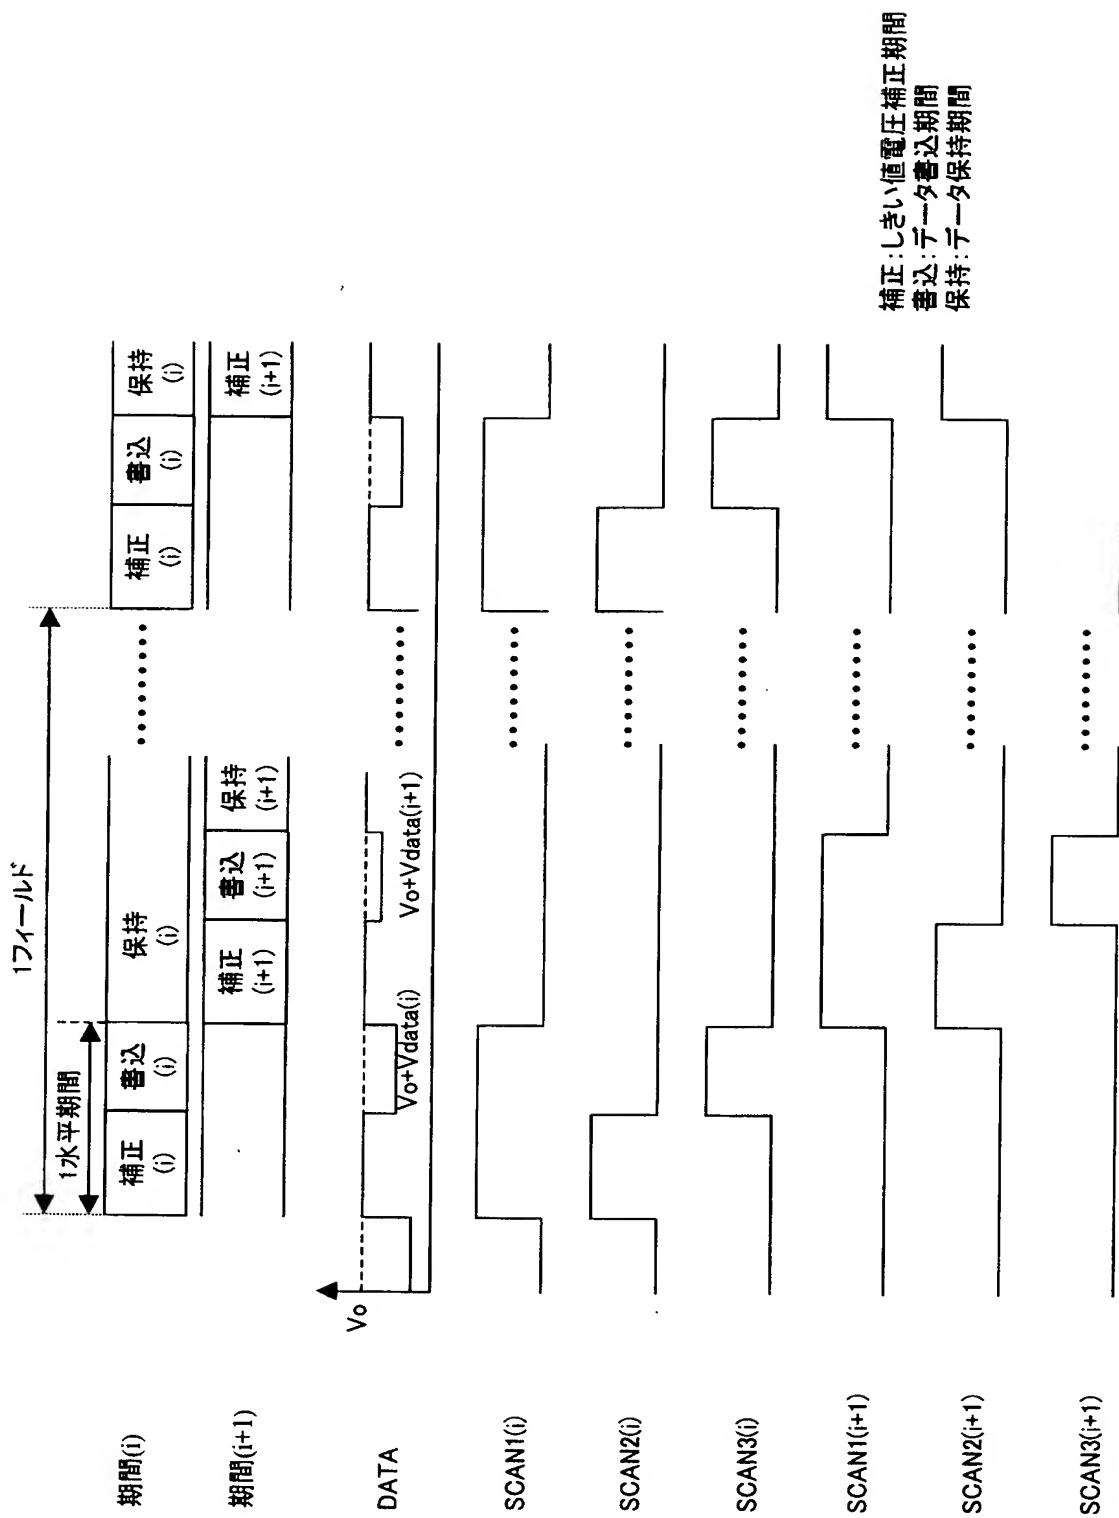 1フィールド
1水平期間
期間(i)
補正
(i)
書込
(i)
保持
(i)
補正
(i)
書込
(i)
保持
(i)
期間(i+1)
補正
(i+1)
書込
(i+1)
保持
(i+1)
補正
(i+1)
DATA
Vo
Vo+Vdata(i)
Vo+Vdata(i+1)
SCAN1(i)
SCAN2(i)
SCAN3(i)
SCAN1(i+1)
SCAN2(i+1)
SCAN3(i+1)
補正:しきい値電圧補正期間
書込:データ書込期間
保持:データ保持期間